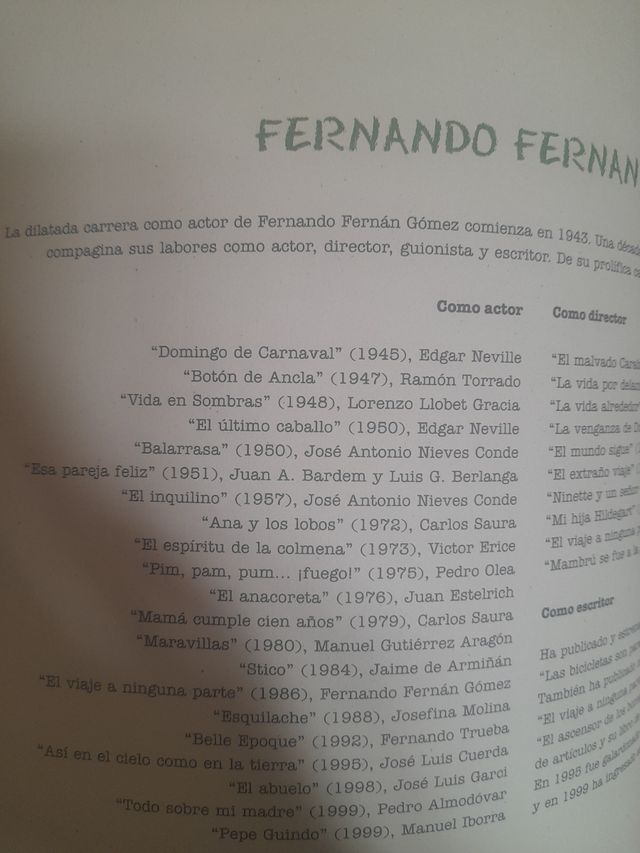 FERNANDO FERNAN
La dilatada carrera como actor de Fernando Fernán Gómez comienza en 1943. Una década
compagina sus labores como actor, director, guionista y escritor. De su prolífica
Como actor
"Domingo de Carnaval" (1945), Edgar Neville
"Botón de Ancla" (1947), Ramón Torrado
"Vida en Sombras" (1948), Lorenzo Llobet Gracia
"El último caballo" (1950), Edgar Neville
"Balarrasa" (1950), José Antonio Nieves Conde
"Esa pareja feliz" (1951), Juan A. Bardem y Luis G. Berlanga
"El inquilino" (1957), José Antonio Nieves Conde
"Ana y los lobos" (1972), Carlos Saura
"El espíritu de la colmena" (1973), Victor Erice
"Pim, pam, pum... ¡fuego!" (1975), Pedro Olea
"El anacoreta" (1976), Juan Estelrich
"Mamá cumple cien años" (1979), Carlos Saura
"Maravillas" (1980), Manuel Gutiérrez Aragón
"Stico" (1984), Jaime de Armiñán
"El viaje a ninguna parte" (1986), Fernando Fernán Gómez
"Esquilache" (1988), Josefina Molina
"Belle Epoque" (1992), Fernando Trueba
"Así en el cielo como en la tierra" (1995), José Luis Cuerda
"El abuelo" (1998), José Luis Garci
"Todo sobre mi madre" (1999), Pedro Almodóvar
"Pepe Guindo" (1999), Manuel Iborra
Como director
"El malvado
"La vida por
"La vida alrededor"
"La venganza de
"El mundo sigue"
"El extraño viaje"
"Ninette y un señor
"Mi hija Hildegart"
"El viaje a ninguna
"Mambrú se fue a la
Como escritor
Ha publicado y
"Las bicicletas son
También ha publicado
"El viaje a ninguna
"El ascensor de los
de artículos y su libro
En 1995 fue
y en 1999 ha